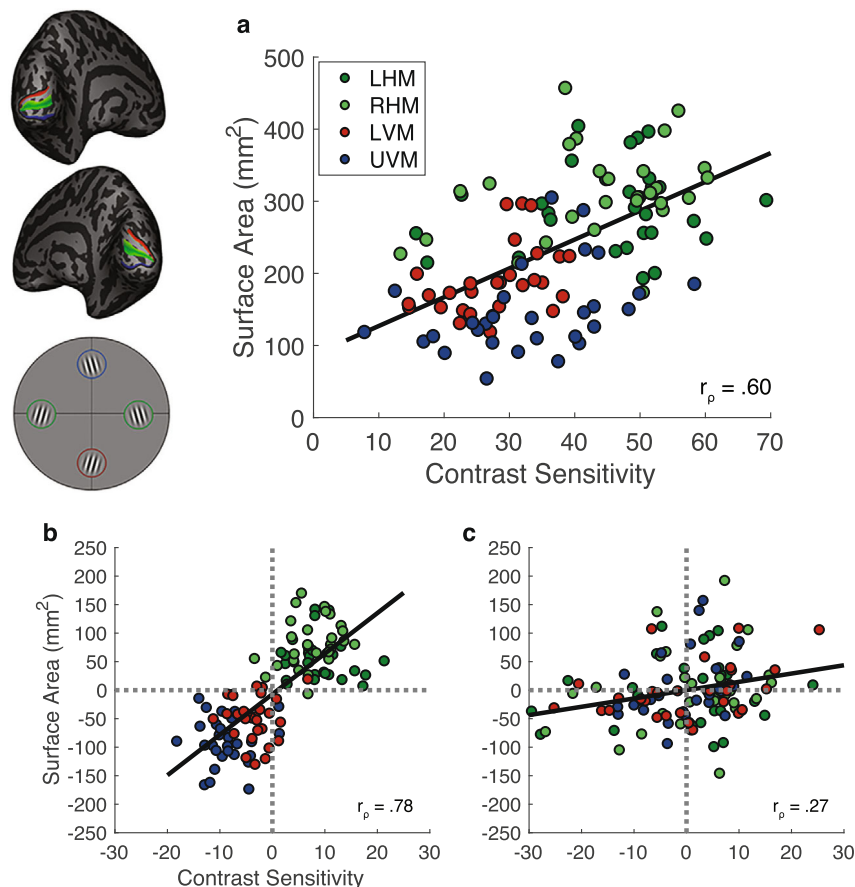 a
500
400
300
200
100
0
Surface Area (mm²)
LHM
RHM
LVM
UVM
rρ = .60
0 10 20 30 40 50 60 70
Contrast Sensitivity
b
250
200
150
100
50
0
-50
-100
-150
-200
-250
Surface Area (mm²)
rρ = .78
-30 -20 -10 0 10 20 30
Contrast Sensitivity
c
250
200
150
100
50
0
-50
-100
-150
-200
-250
rρ = .27
-30 -20 -10 0 10 20 30